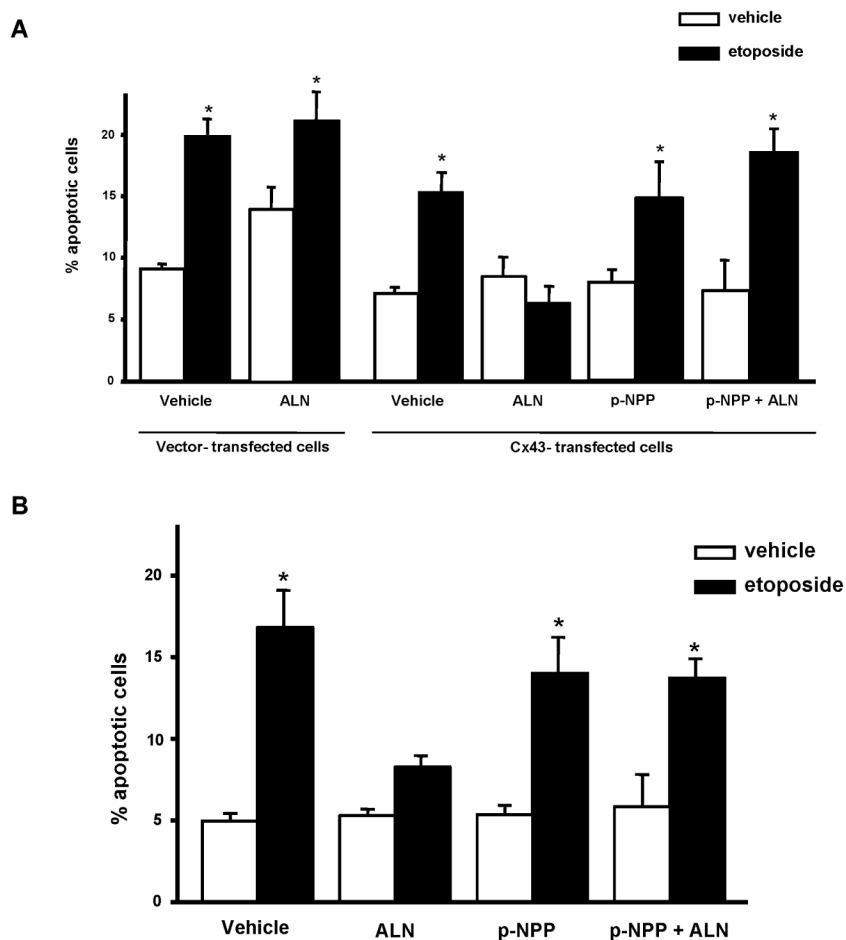 A
vehicle
etoposide
% apoptotic cells
20
15
10
5
0
* * * * *
Vehicle ALN Vehicle ALN p-NPP p-NPP + ALN
Vector- transfected cells Cx43- transfected cells
B
vehicle
etoposide
% apoptotic cells
20
15
10
5
0
* * *
Vehicle ALN p-NPP p-NPP + ALN